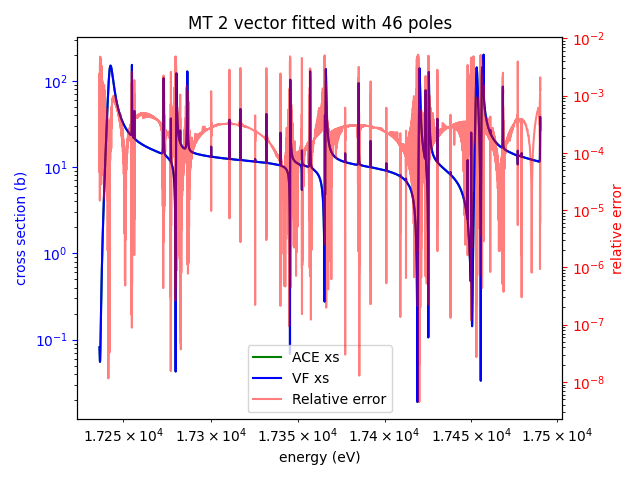 MT 2 vector fitted with 46 poles
cross section (b)
10²
10¹
10⁰
10⁻¹
10⁻²
10⁻³
10⁻⁴
10⁻⁵
10⁻⁶
10⁻⁷
10⁻⁸
relative error
ACE xs
VF xs
Relative error
1.725×10⁴ 1.73×10⁴ 1.735×10⁴ 1.74×10⁴ 1.745×10⁴ 1.75×10⁴
energy (eV)